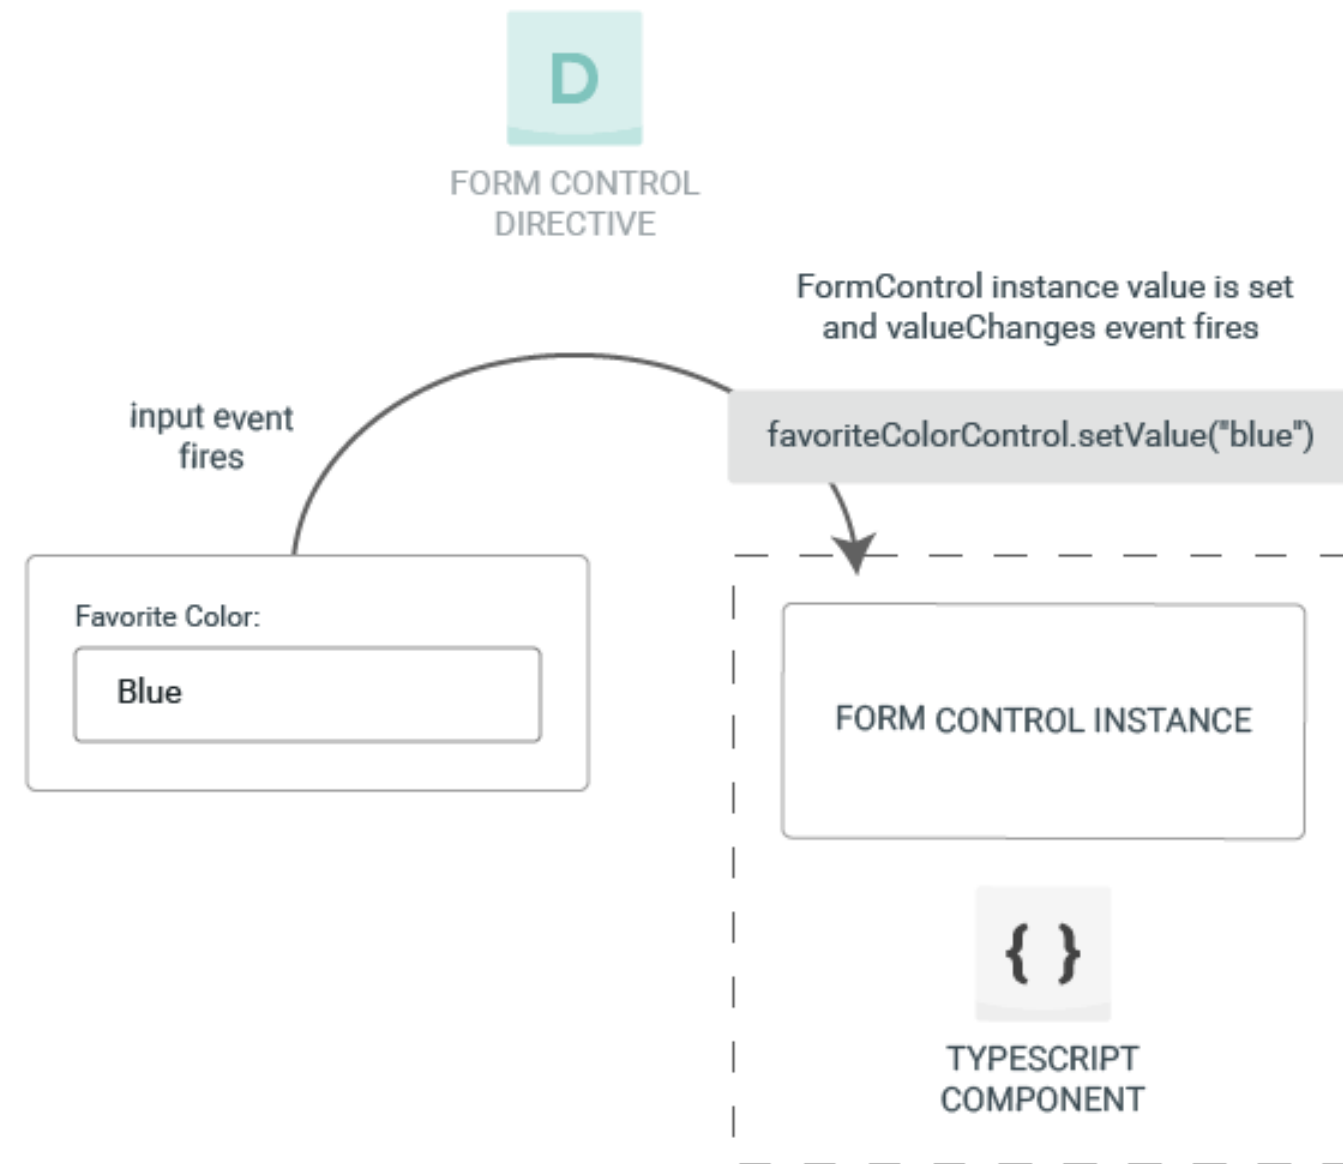 D
FORM CONTROL
DIRECTIVE
FormControl instance value is set
and valueChanges event fires
input event
fires
favoriteColorControl.setValue("blue")
Favorite Color:
Blue
FORM CONTROL INSTANCE
{ }
TYPESCRIPT
COMPONENT